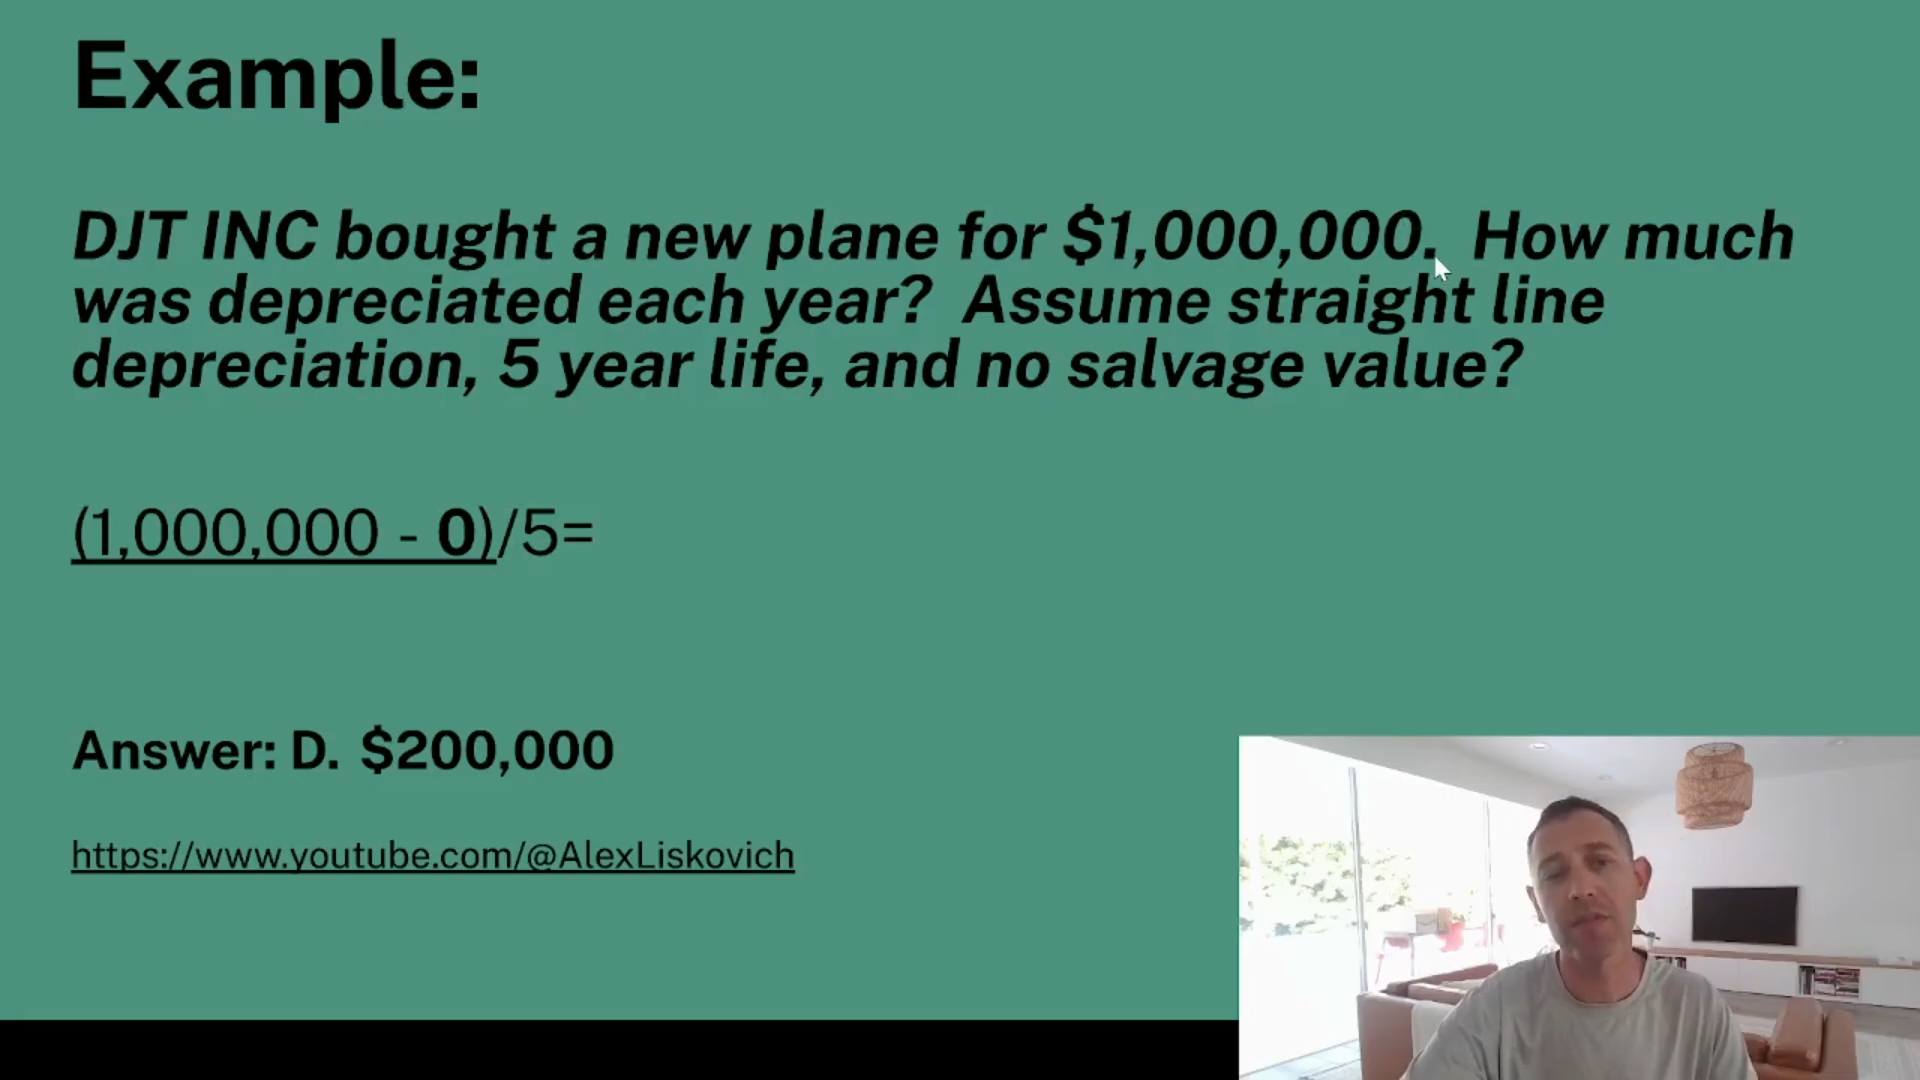 Example:
DJT INC bought a new plane for $1,000,000. How much
was depreciated each year? Assume straight line
depreciation, 5 year life, and no salvage value?
(1,000,000 - 0)/5=
Answer: D. $200,000
https://www.youtube.com/@AlexLiskovich